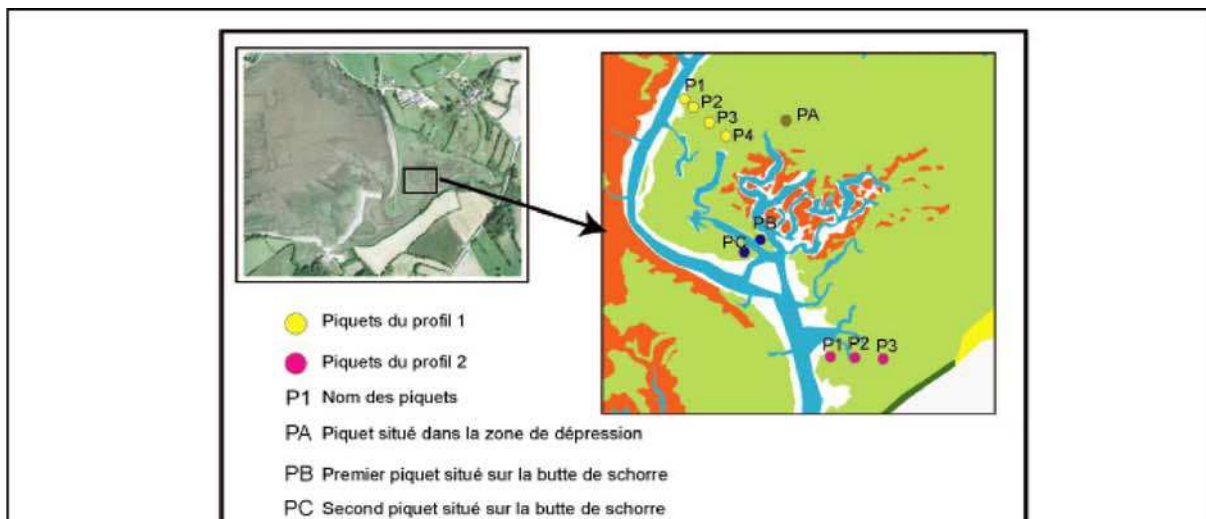 P1
P2
P3
P4
PA
PB
PC
P1 P2 P3
Piquets du profil 1
Piquets du profil 2
P1 Nom des piquets
PA Piquet situé dans la zone de dépression
PB Premier piquet situé sur la butte de schorre
PC Second piquet situé sur la butte de schorre